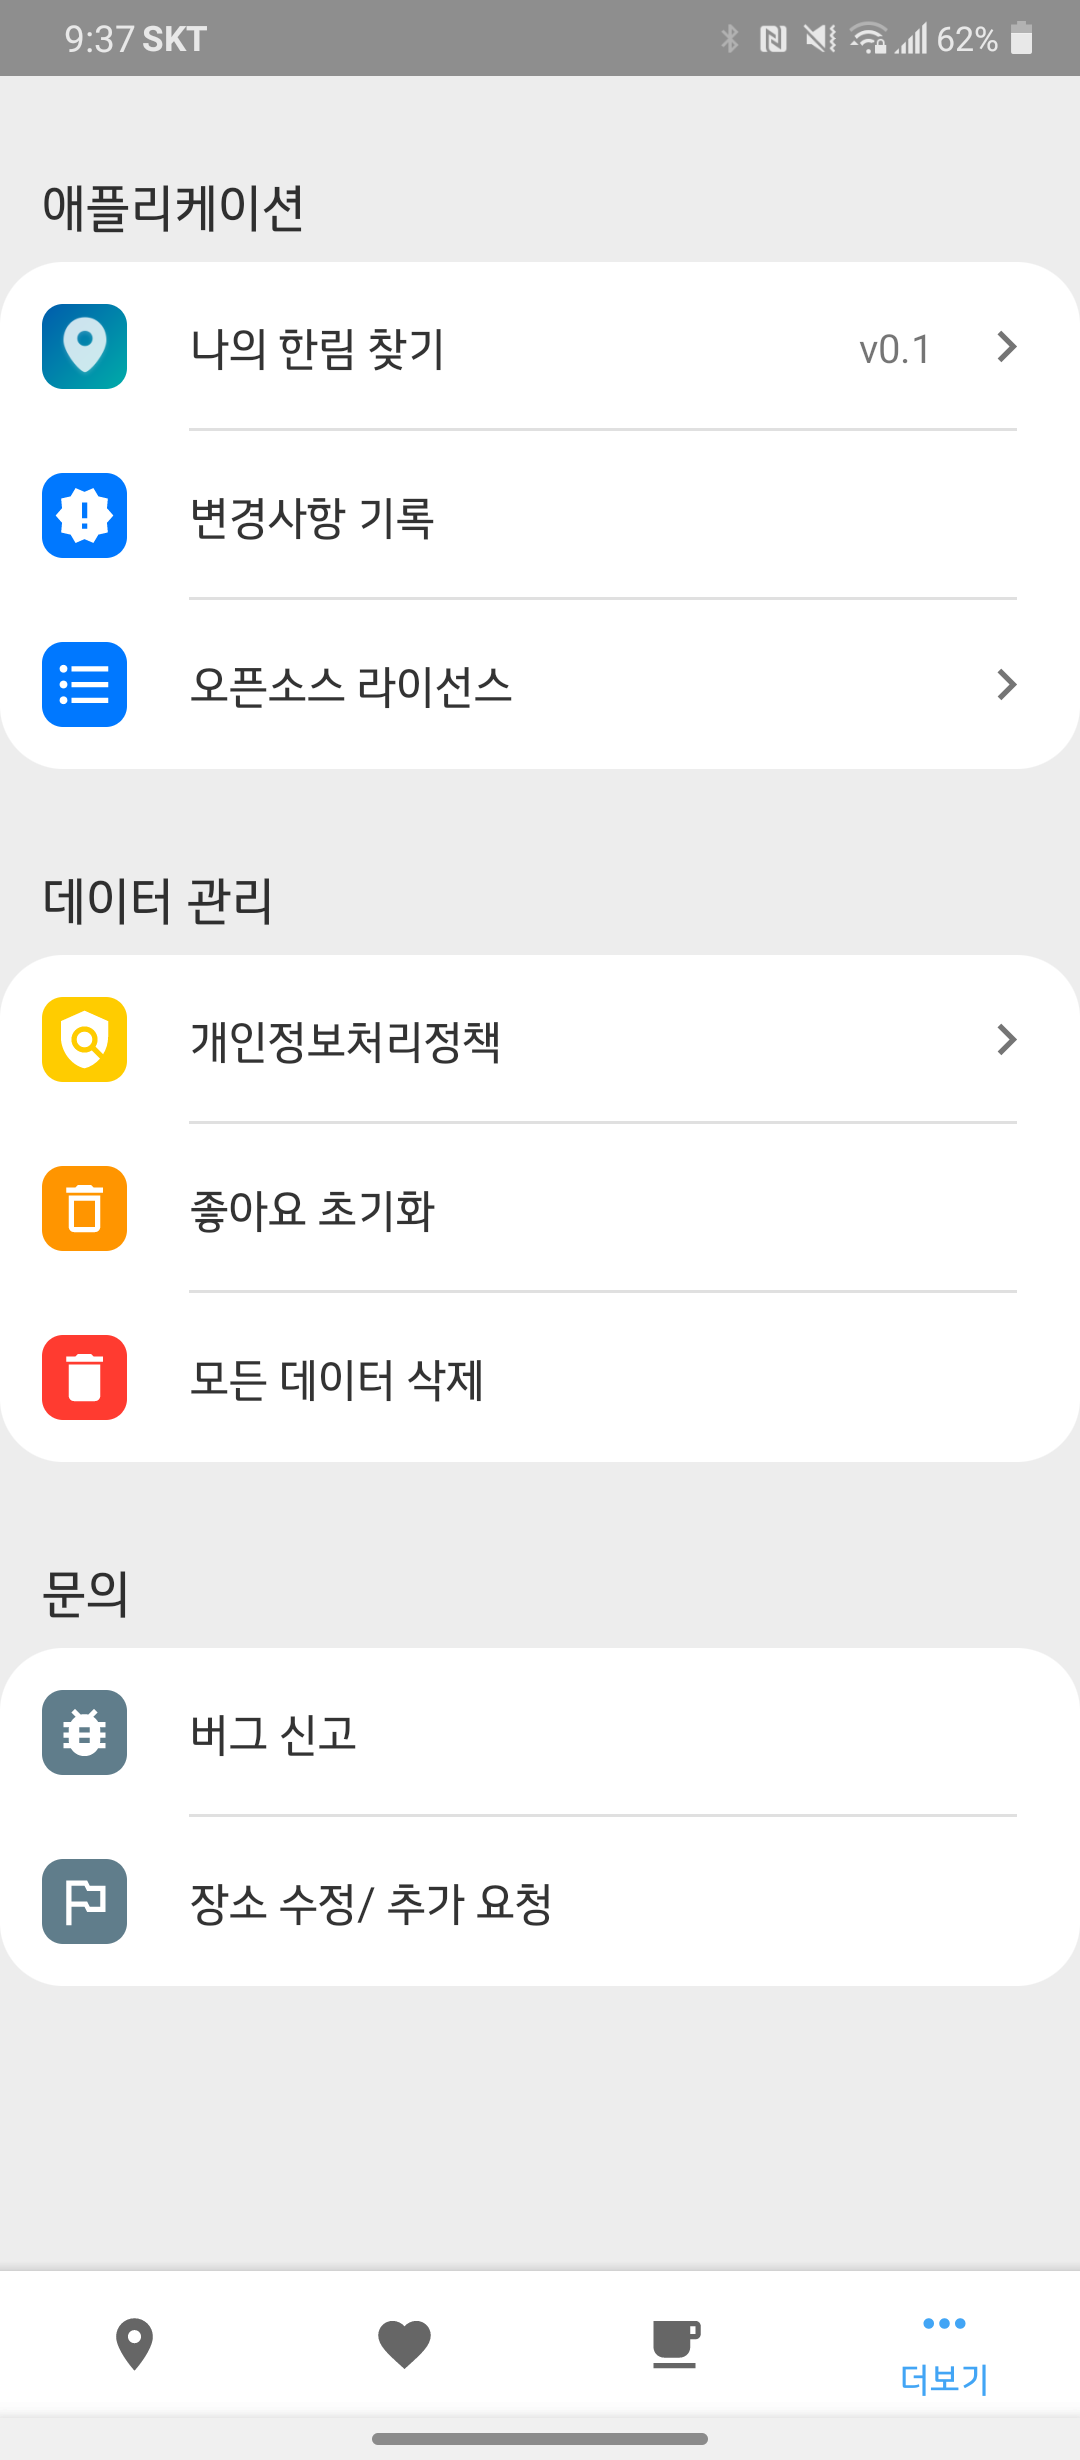 9:37 SKT 62%
애플리케이션
나의 한림 찾기 v0.1
변경사항 기록
오픈소스 라이선스
데이터 관리
개인정보처리정책
좋아요 초기화
모든 데이터 삭제
문의
버그 신고
장소 수정/ 추가 요청
더보기